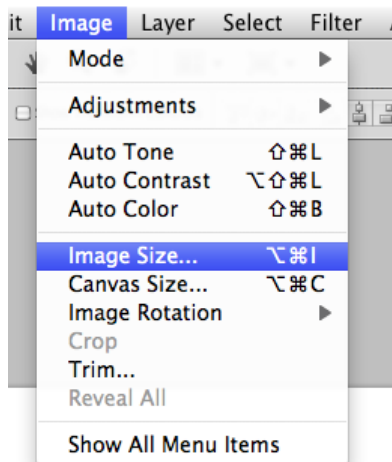 it Image Layer Select Filter
Mode
Adjustments
Auto Tone ⇧⌘L
Auto Contrast ⌥⇧⌘L
Auto Color ⇧⌘B
Image Size... ⌥⌘I
Canvas Size... ⌥⌘C
Image Rotation
Crop
Trim...
Reveal All
Show All Menu Items